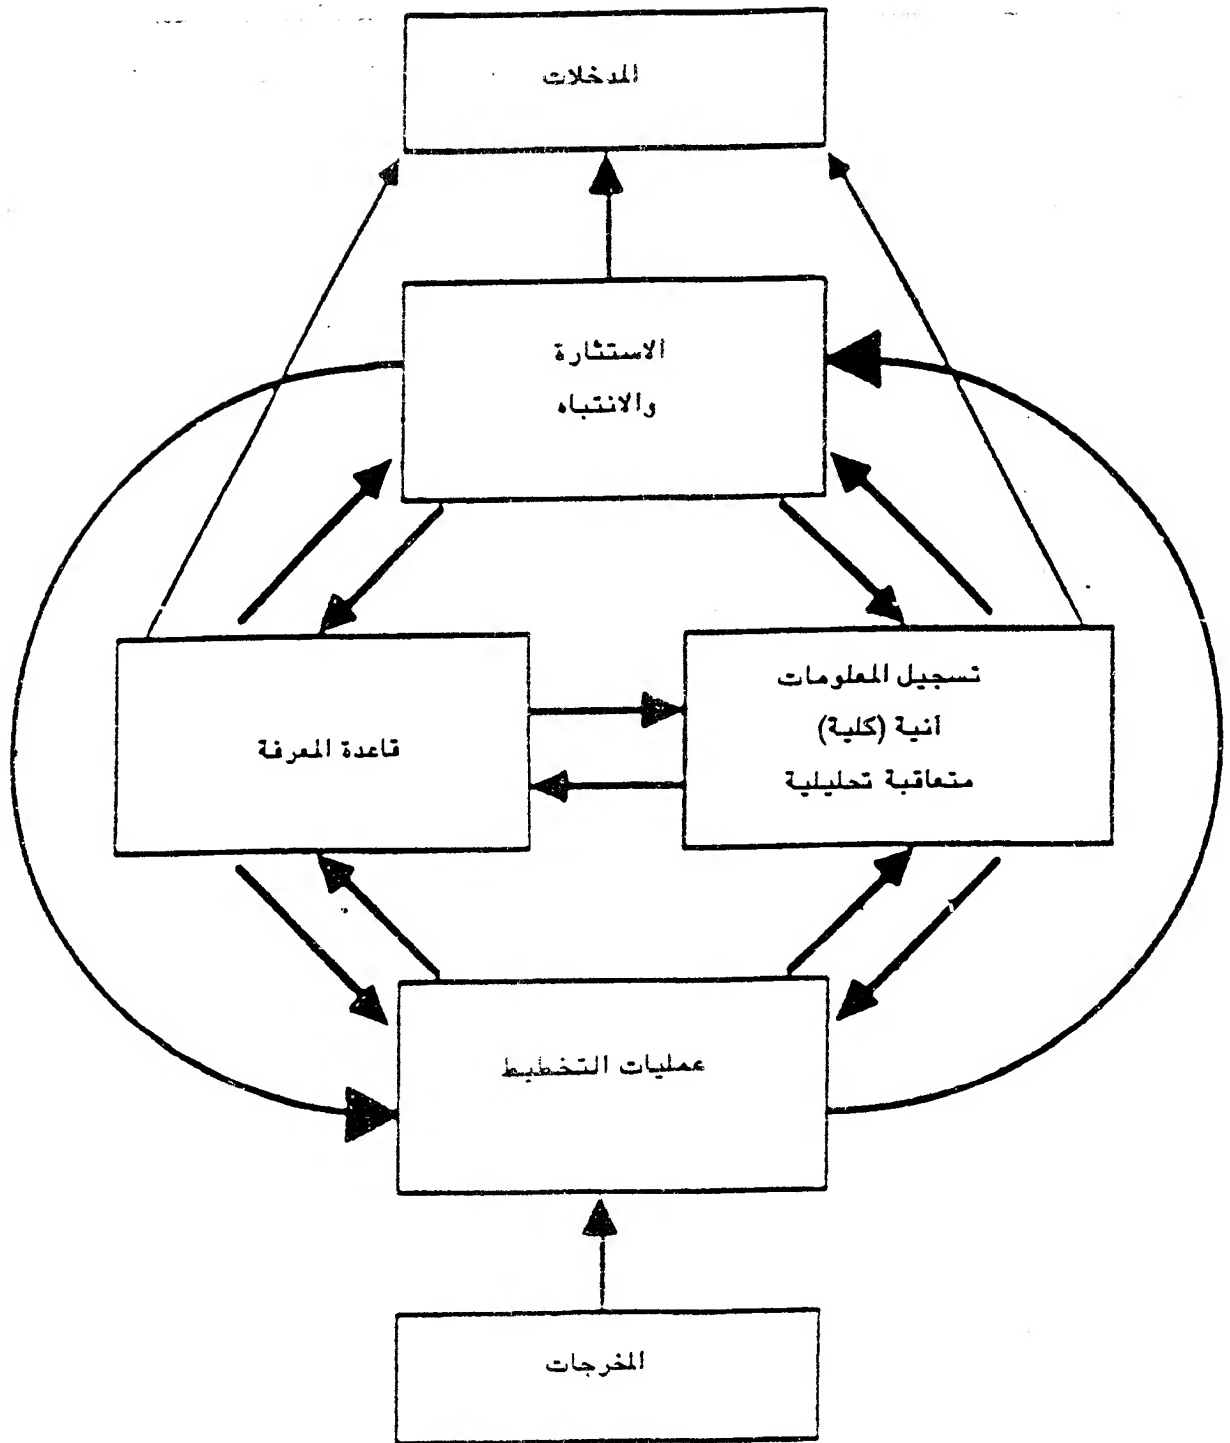 المدخلات
الاستثارة
والانتباه
تسجيل المعلومات
آنية (كلية)
متعاقبة تحليلية
قاعدة المعرفة
عمليات التخطيط
المخرجات